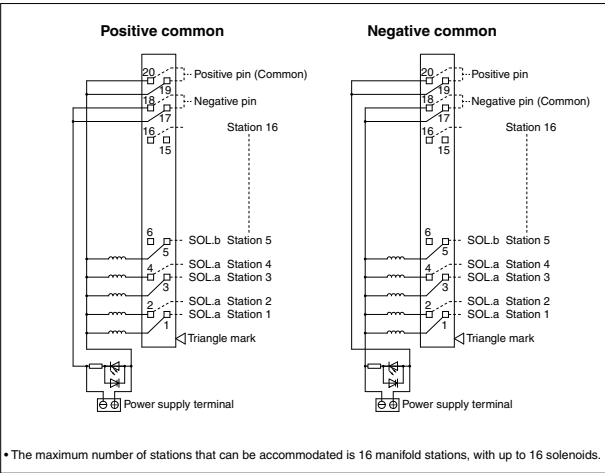 Positive common
20
Positive pin (Common)
19
18
Negative pin
17
16
Station 16
15
6
SOL.b Station 5
5
SOL.a Station 4
4
SOL.a Station 3
3
SOL.a Station 2
2
SOL.a Station 1
1
Triangle mark
Power supply terminal
Negative common
20
Positive pin
19
18
Negative pin (Common)
17
16
Station 16
15
6
SOL.b Station 5
5
SOL.a Station 4
4
SOL.a Station 3
3
SOL.a Station 2
2
SOL.a Station 1
1
Triangle mark
Power supply terminal
• The maximum number of stations that can be accommodated is 16 manifold stations, with up to 16 solenoids.